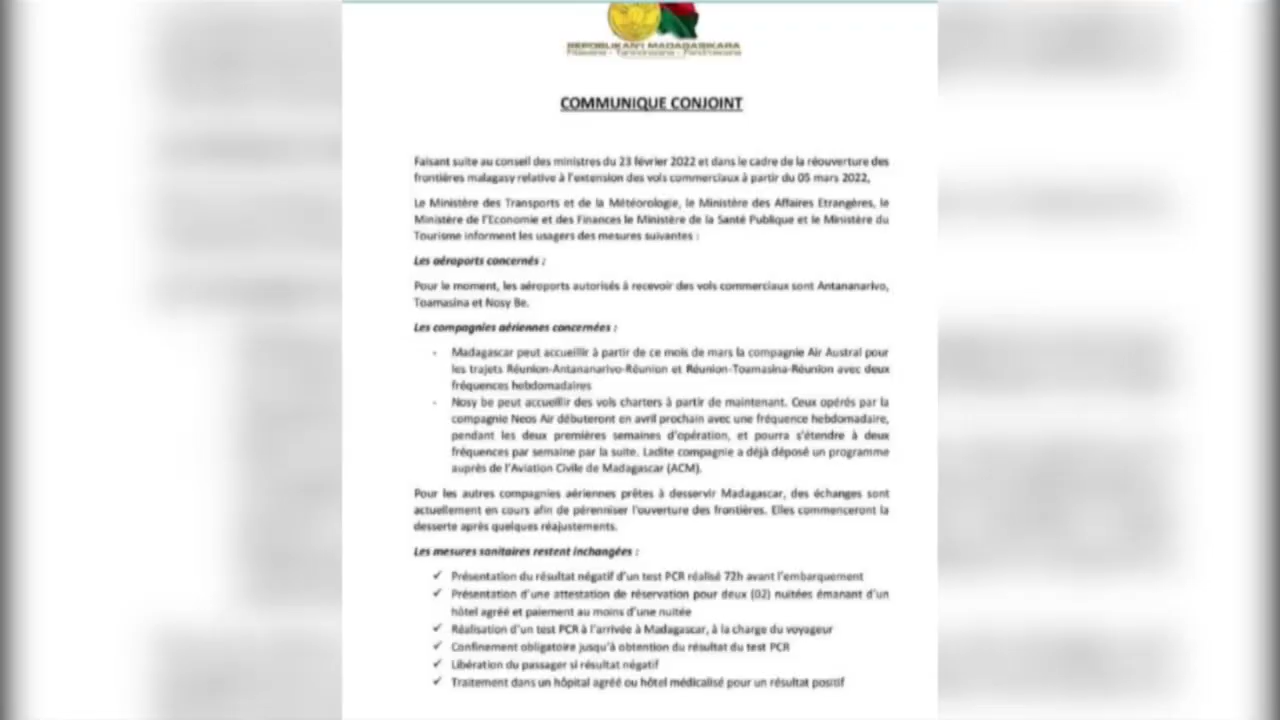 REPOBLIKAN'I MADAGASIKARA
Fitiavana - Tanindrazana - Fandrosoana
COMMUNIQUE CONJOINT
Faisant suite au conseil des ministres du 23 février 2022 et dans le cadre de la réouverture des
frontières malagasy relative à l'extension des vols commerciaux à partir du 05 mars 2022,
Le Ministère des Transports et de la Météorologie, le Ministère des Affaires Etrangères, le
Ministère de l'Economie et des Finances le Ministère de la Santé Publique et le Ministère du
Tourisme informent les usagers des mesures suivantes :
Les aéroports concernés :
Pour le moment, les aéroports autorisés à recevoir des vols commerciaux sont Antananarivo,
Toamasina et Nosy Be.
Les compagnies aériennes concernées :
- Madagascar peut accueillir à partir de ce mois de mars la compagnie Air Austral pour
les trajets Réunion-Antananarivo-Réunion et Réunion-Toamasina-Réunion avec deux
fréquences hebdomadaires
- Nosy be peut accueillir des vols charters à partir de maintenant. Ceux opérés par la
compagnie Neos Air débuteront en avril prochain avec une fréquence hebdomadaire,
pendant les deux premières semaines d'opération, et pourra s'étendre à deux
fréquences par semaine par la suite. Ladite compagnie a déjà déposé un programme
auprès de l'Aviation Civile de Madagascar (ACM).
Pour les autres compagnies aériennes prêtes à desservir Madagascar, des échanges sont
actuellement en cours afin de pérenniser l'ouverture des frontières. Elles commenceront la
desserte après quelques réajustements.
Les mesures sanitaires restent inchangées :
✓ Présentation du résultat négatif d'un test PCR réalisé 72h avant l'embarquement
✓ Présentation d'une attestation de réservation pour deux (02) nuitées émanant d'un
hôtel agréé et paiement au moins d'une nuitée
✓ Réalisation d'un test PCR à l'arrivée à Madagascar, à la charge du voyageur
✓ Confinement obligatoire jusqu'à obtention du résultat du test PCR
✓ Libération du passager si résultat négatif
✓ Traitement dans un hôpital agréé ou hôtel médicalisé pour un résultat positif